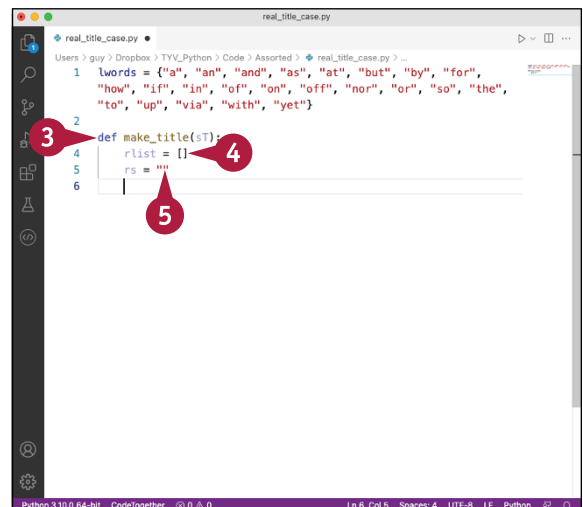 real_title_case.py
1
real_title_case.py
Users > guy > Dropbox > TYV_Python > Code > Assorted > real_title_case.py > ...
1 lwords = {"a", "an", "and", "as", "at", "but", "by", "for",
"how", "if", "in", "of", "on", "off", "nor", "or", "so", "the",
"to", "up", "via", "with", "yet"}
2
3 def make_title(sT):
4 rlist = [] 4
5 rs = ""
6
5
Python 3.10.0 64-bit CodeTogether 0 0 Ln 6, Col 5 Spaces: 4 UTF-8 LF Python